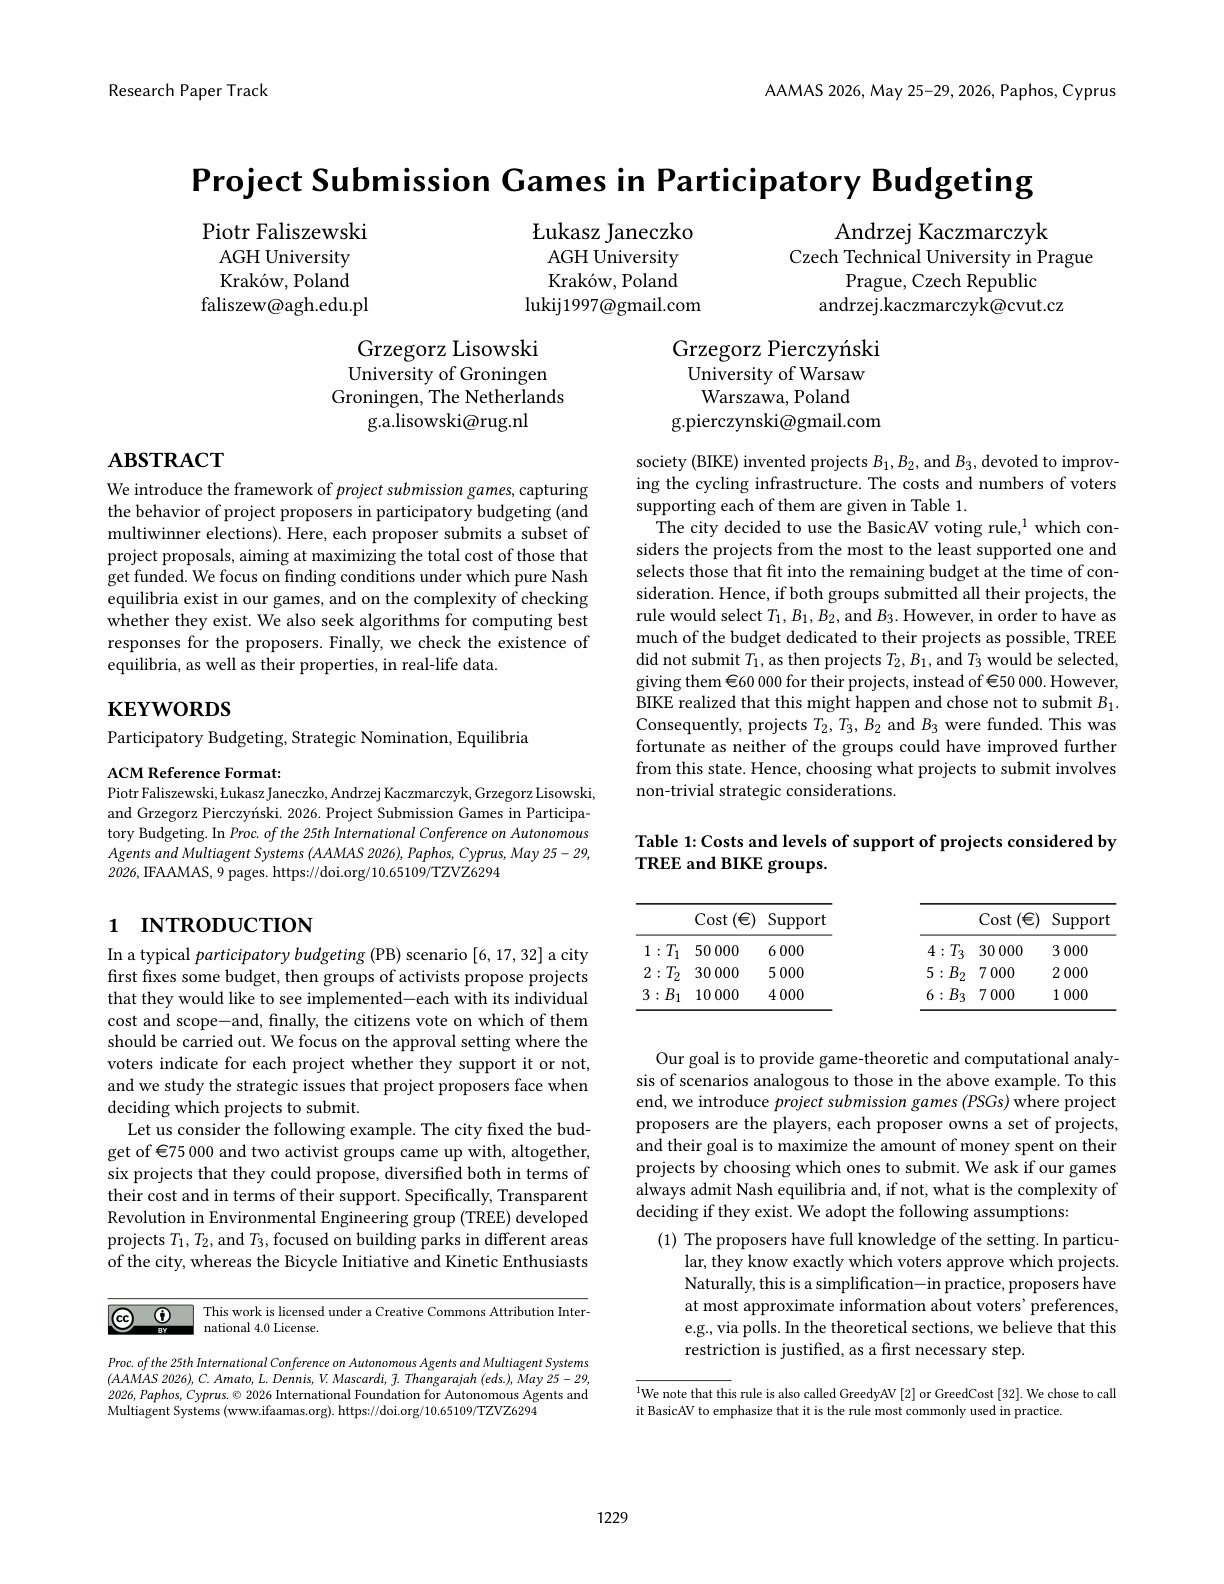 Research Paper Track
AAMAS 2026, May 25–29, 2026, Paphos, Cyprus
Project Submission Games in Participatory Budgeting
Piotr Faliszewski
AGH University
Kraków, Poland
faliszew@agh.edu.pl
Łukasz Janeczko
AGH University
Kraków, Poland
lukij1997@gmail.com
Andrzej Kaczmarczyk
Czech Technical University in Prague
Prague, Czech Republic
andrzej.kaczmarczyk@cvut.cz
Grzegorz Lisowski
University of Groningen
Groningen, The Netherlands
g.a.lisowski@rug.nl
Grzegorz Pierczyński
University of Warsaw
Warszawa, Poland
g.pierczynski@gmail.com
ABSTRACT
We introduce the framework of project submission games, capturing
the behavior of project proposers in participatory budgeting (and
multiwinner elections). Here, each proposer submits a subset of
project proposals, aiming at maximizing the total cost of those that
get funded. We focus on finding conditions under which pure Nash
equilibria exist in our games, and on the complexity of checking
whether they exist. We also seek algorithms for computing best
responses for the proposers. Finally, we check the existence of
equilibria, as well as their properties, in real-life data.
KEYWORDS
Participatory Budgeting, Strategic Nomination, Equilibria
ACM Reference Format:
Piotr Faliszewski, Łukasz Janeczko, Andrzej Kaczmarczyk, Grzegorz Lisowski,
and Grzegorz Pierczyński. 2026. Project Submission Games in Participa-
tory Budgeting. In Proc. of the 25th International Conference on Autonomous
Agents and Multiagent Systems (AAMAS 2026), Paphos, Cyprus, May 25 – 29,
2026, IFAAMAS, 9 pages. https://doi.org/10.65109/TZVZ6294
1 INTRODUCTION
In a typical participatory budgeting (PB) scenario [6, 17, 32] a city
first fixes some budget, then groups of activists propose projects
that they would like to see implemented—each with its individual
cost and scope—and, finally, the citizens vote on which of them
should be carried out. We focus on the approval setting where the
voters indicate for each project whether they support it or not,
and we study the strategic issues that project proposers face when
deciding which projects to submit.
Let us consider the following example. The city fixed the bud-
get of €75 000 and two activist groups came up with, altogether,
six projects that they could propose, diversified both in terms of
their cost and in terms of their support. Specifically, Transparent
Revolution in Environmental Engineering group (TREE) developed
projects T1, T2, and T3, focused on building parks in different areas
of the city, whereas the Bicycle Initiative and Kinetic Enthusiasts
This work is licensed under a Creative Commons Attribution Inter-
national 4.0 License.
Proc. of the 25th International Conference on Autonomous Agents and Multiagent Systems
(AAMAS 2026), C. Amato, L. Dennis, V. Mascardi, J. Thangarajah (eds.), May 25 – 29,
2026, Paphos, Cyprus. © 2026 International Foundation for Autonomous Agents and
Multiagent Systems (www.ifaamas.org). https://doi.org/10.65109/TZVZ6294
society (BIKE) invented projects B1, B2, and B3, devoted to improv-
ing the cycling infrastructure. The costs and numbers of voters
supporting each of them are given in Table 1.
The city decided to use the BasicAV voting rule,1 which con-
siders the projects from the most to the least supported one and
selects those that fit into the remaining budget at the time of con-
sideration. Hence, if both groups submitted all their projects, the
rule would select T1, B1, B2, and B3. However, in order to have as
much of the budget dedicated to their projects as possible, TREE
did not submit T1, as then projects T2, B1, and T3 would be selected,
giving them €60 000 for their projects, instead of €50 000. However,
BIKE realized that this might happen and chose not to submit B1.
Consequently, projects T2, T3, B2 and B3 were funded. This was
fortunate as neither of the groups could have improved further
from this state. Hence, choosing what projects to submit involves
non-trivial strategic considerations.
Table 1: Costs and levels of support of projects considered by
TREE and BIKE groups.
Cost (€) Support
1 : T1 50 000 6 000
2 : T2 30 000 5 000
3 : B1 10 000 4 000
Cost (€) Support
4 : T3 30 000 3 000
5 : B2 7 000 2 000
6 : B3 7 000 1 000
Our goal is to provide game-theoretic and computational analy-
sis of scenarios analogous to those in the above example. To this
end, we introduce project submission games (PSGs) where project
proposers are the players, each proposer owns a set of projects,
and their goal is to maximize the amount of money spent on their
projects by choosing which ones to submit. We ask if our games
always admit Nash equilibria and, if not, what is the complexity of
deciding if they exist. We adopt the following assumptions:
(1) The proposers have full knowledge of the setting. In particu-
lar, they know exactly which voters approve which projects.
Naturally, this is a simplification—in practice, proposers have
at most approximate information about voters' preferences,
e.g., via polls. In the theoretical sections, we believe that this
restriction is justified, as a first necessary step.
1We note that this rule is also called GreedyAV [2] or GreedCost [32]. We chose to call
it BasicAV to emphasize that it is the rule most commonly used in practice.
cc BY
1229